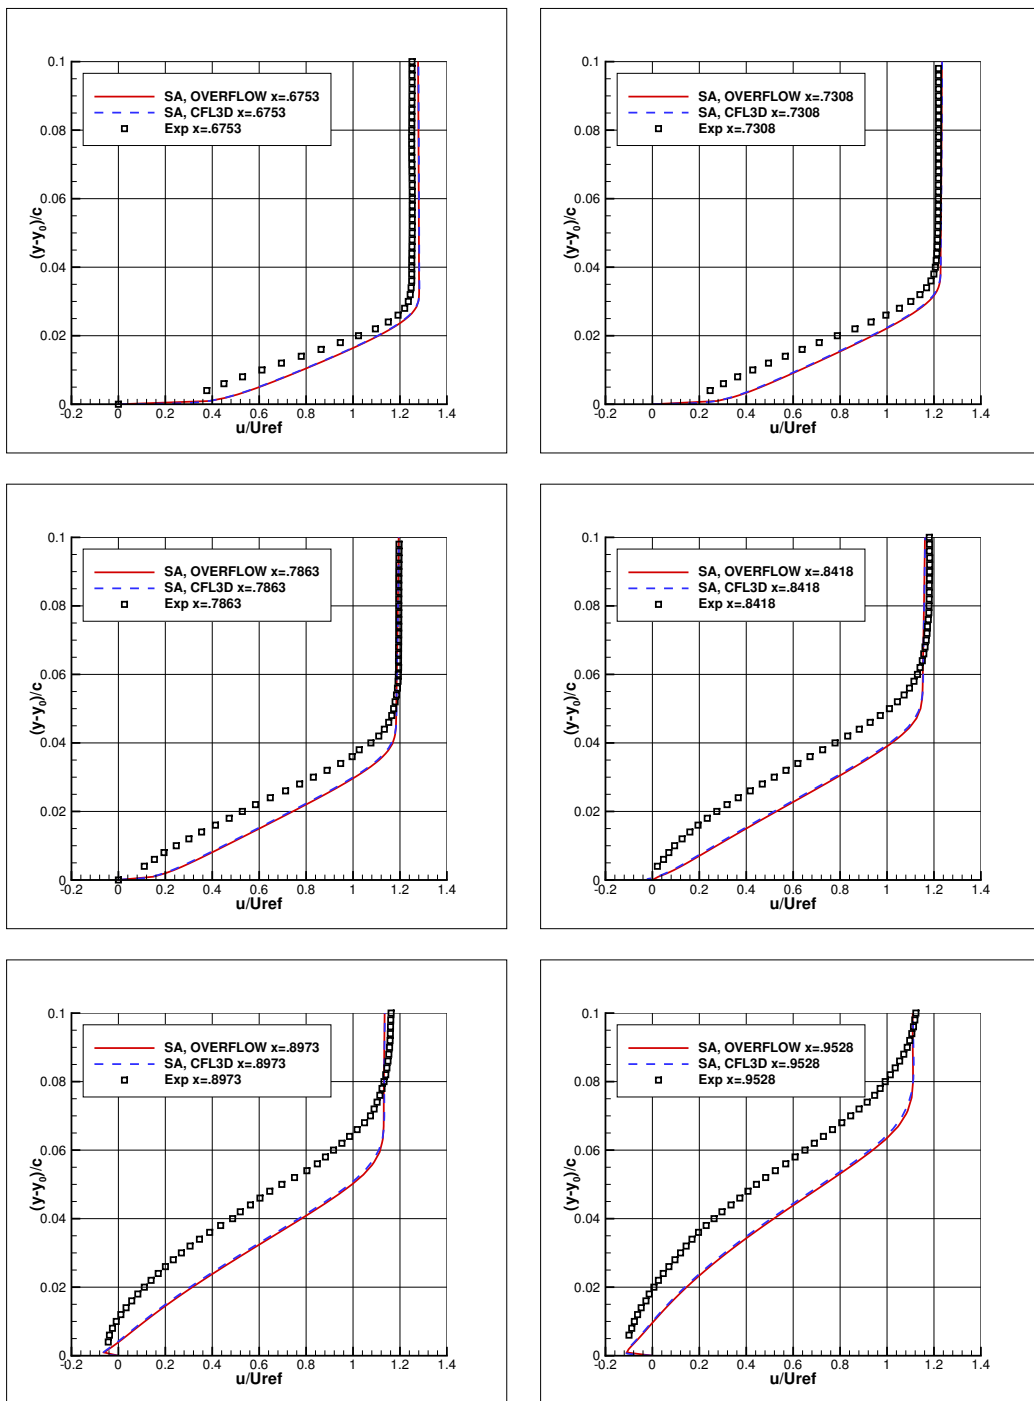 0.1
SA, OVERFLOW x=.6753
SA, CFL3D x=.6753
Exp x=.6753
0.08
0.06
(y-y0)/c
0.04
0.02
0
-0.2 0 0.2 0.4 0.6 0.8 1 1.2 1.4
u/Uref
0.1
SA, OVERFLOW x=.7308
SA, CFL3D x=.7308
Exp x=.7308
0.08
0.06
(y-y0)/c
0.04
0.02
0
-0.2 0 0.2 0.4 0.6 0.8 1 1.2 1.4
u/Uref
0.1
SA, OVERFLOW x=.7863
SA, CFL3D x=.7863
Exp x=.7863
0.08
0.06
(y-y0)/c
0.04
0.02
0
-0.2 0 0.2 0.4 0.6 0.8 1 1.2 1.4
u/Uref
0.1
SA, OVERFLOW x=.8418
SA, CFL3D x=.8418
Exp x=.8418
0.08
0.06
(y-y0)/c
0.04
0.02
0
-0.2 0 0.2 0.4 0.6 0.8 1 1.2 1.4
u/Uref
0.1
SA, OVERFLOW x=.8973
SA, CFL3D x=.8973
Exp x=.8973
0.08
0.06
(y-y0)/c
0.04
0.02
0
-0.2 0 0.2 0.4 0.6 0.8 1 1.2 1.4
u/Uref
0.1
SA, OVERFLOW x=.9528
SA, CFL3D x=.9528
Exp x=.9528
0.08
0.06
(y-y0)/c
0.04
0.02
0
-0.2 0 0.2 0.4 0.6 0.8 1 1.2 1.4
u/Uref